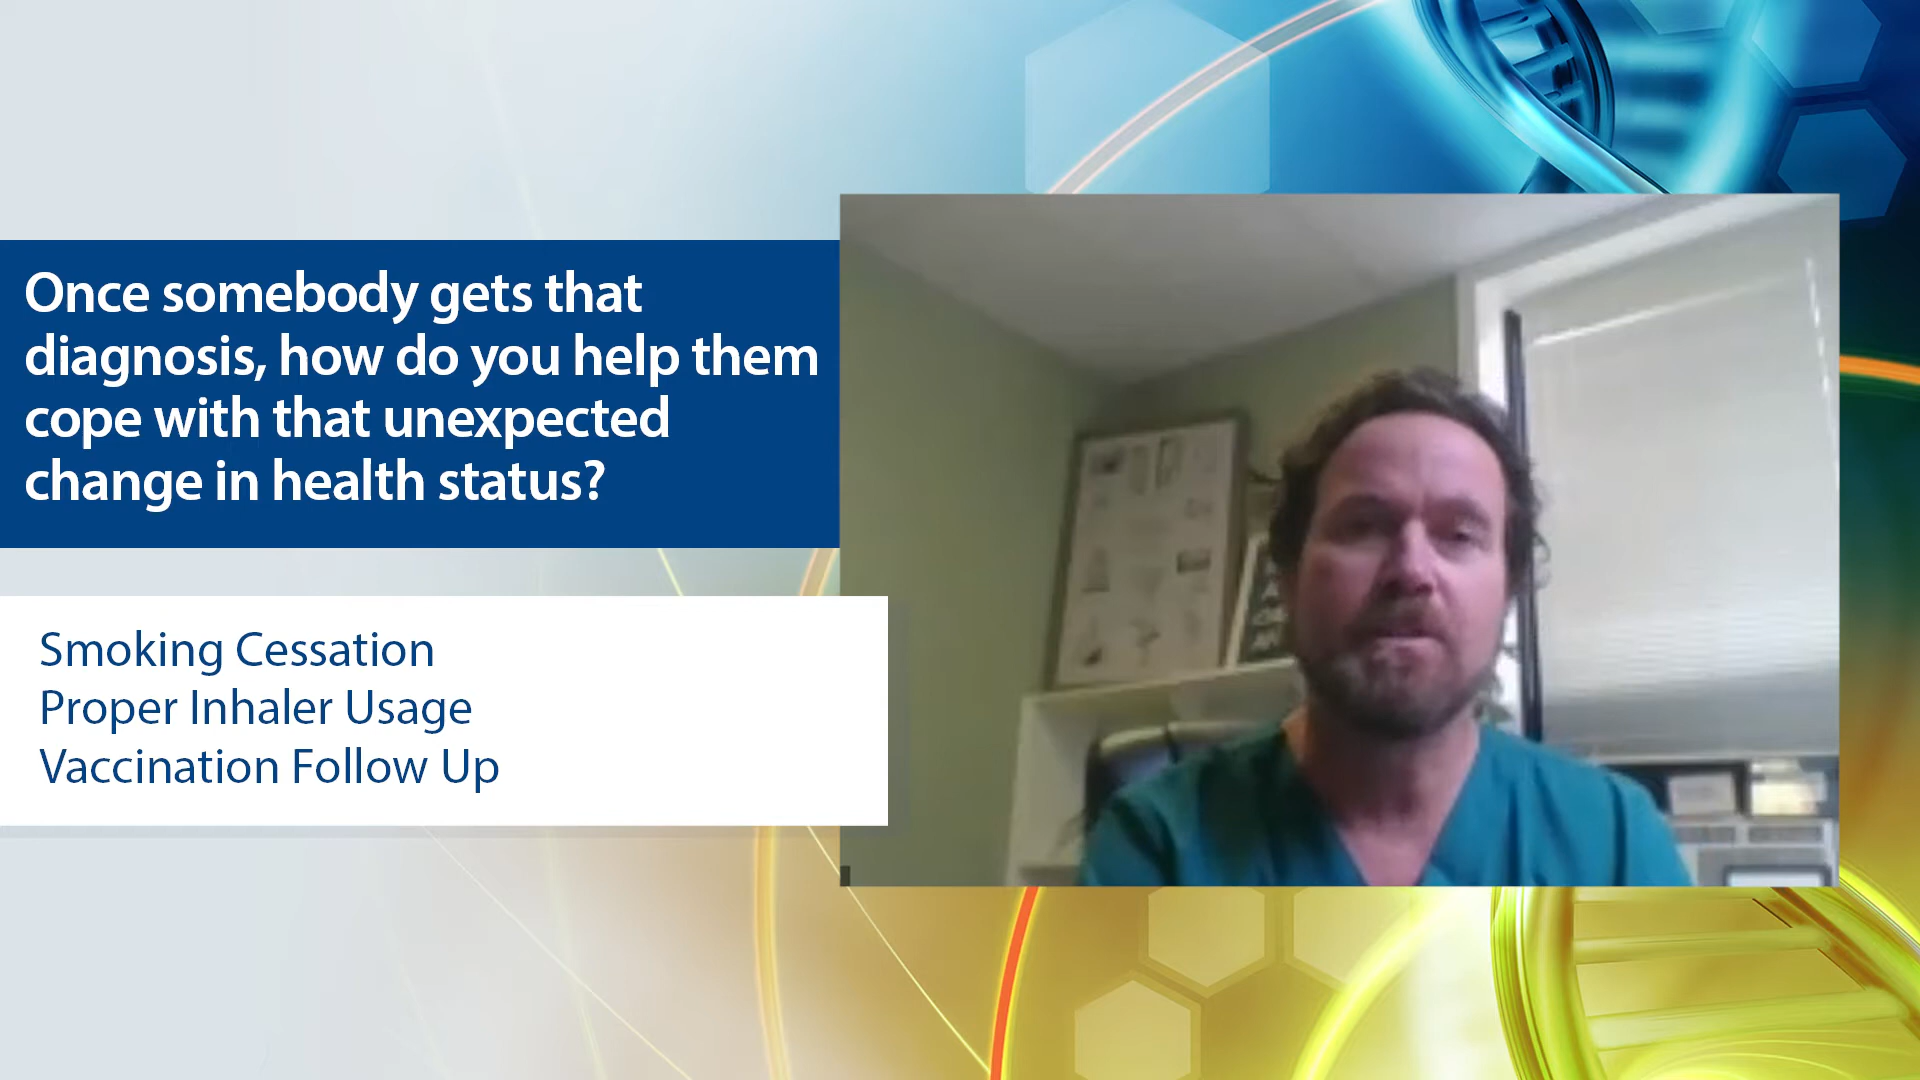 Once somebody gets that
diagnosis, how do you help them
cope with that unexpected
change in health status?
Smoking Cessation
Proper Inhaler Usage
Vaccination Follow Up